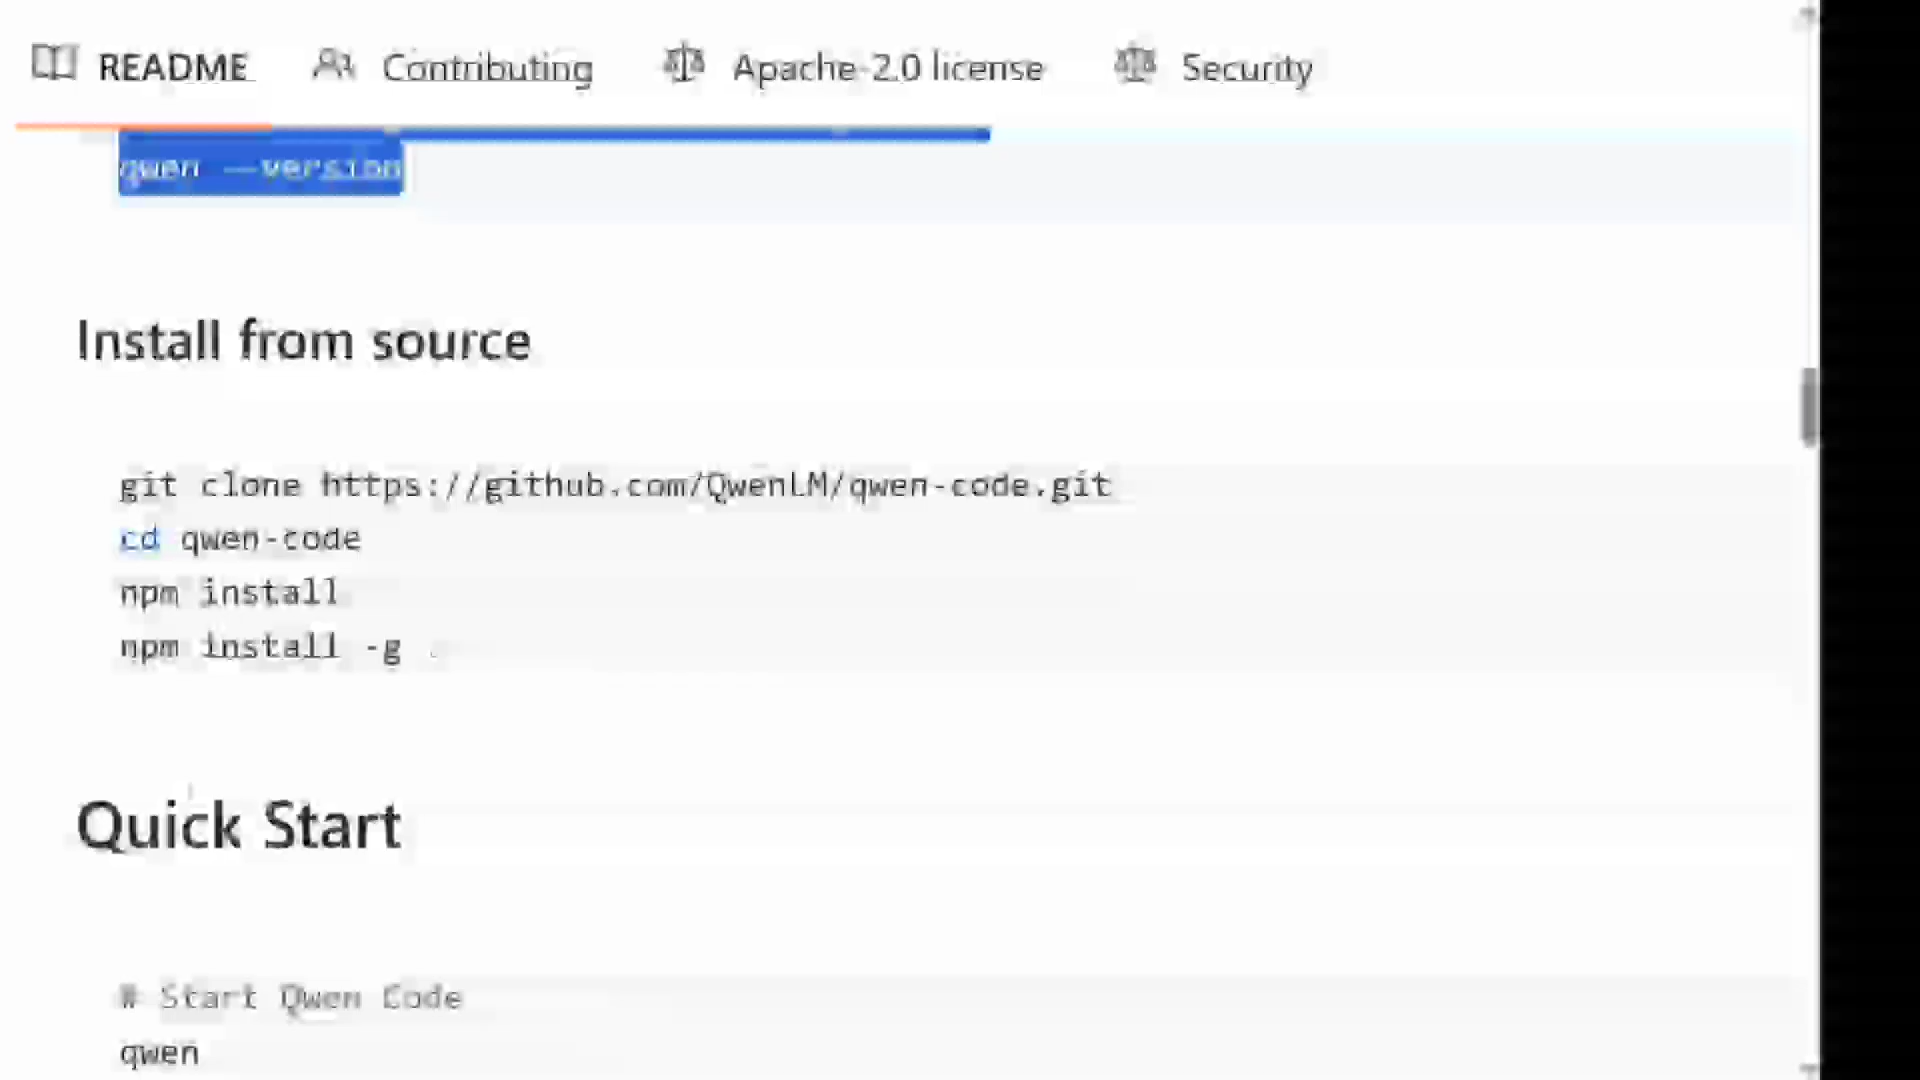 README Contributing Apache-2.0 license Security
qwen --version
Install from source
git clone https://github.com/QwenLM/qwen-code.git
cd qwen-code
npm install
npm install -g .
Quick Start
# Start Qwen Code
qwen